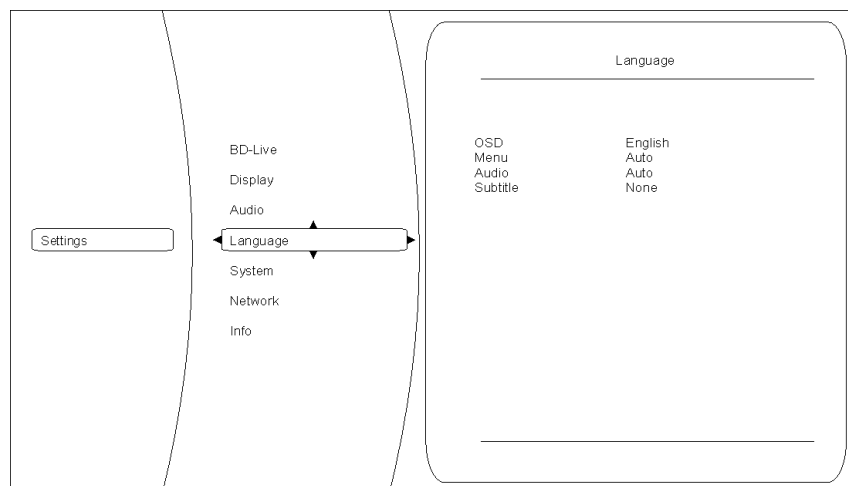 Settings
BD-Live
Display
Audio
Language
System
Network
Info
Language
OSD English
Menu Auto
Audio Auto
Subtitle None